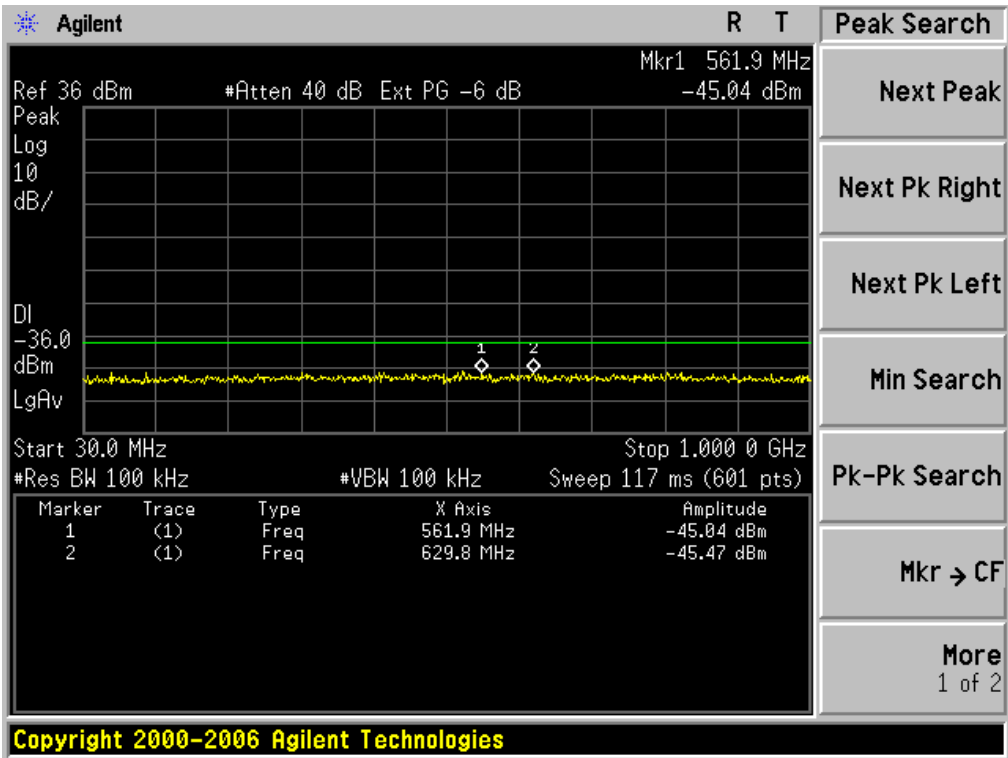 Agilent R T Peak Search
Mkr1 561.9 MHz
Ref 36 dBm #Atten 40 dB Ext PG -6 dB -45.04 dBm
Peak
Log
10
dB/
DI
-36.0
dBm
LgAv
1 2
Start 30.0 MHz Stop 1.000 0 GHz
#Res BW 100 kHz #VBW 100 kHz Sweep 117 ms (601 pts)
Marker Trace Type X Axis Amplitude
1 (1) Freq 561.9 MHz -45.04 dBm
2 (1) Freq 629.8 MHz -45.47 dBm
Next Peak
Next Pk Right
Next Pk Left
Min Search
Pk-Pk Search
Mkr → CF
More
1 of 2
Copyright 2000-2006 Agilent Technologies